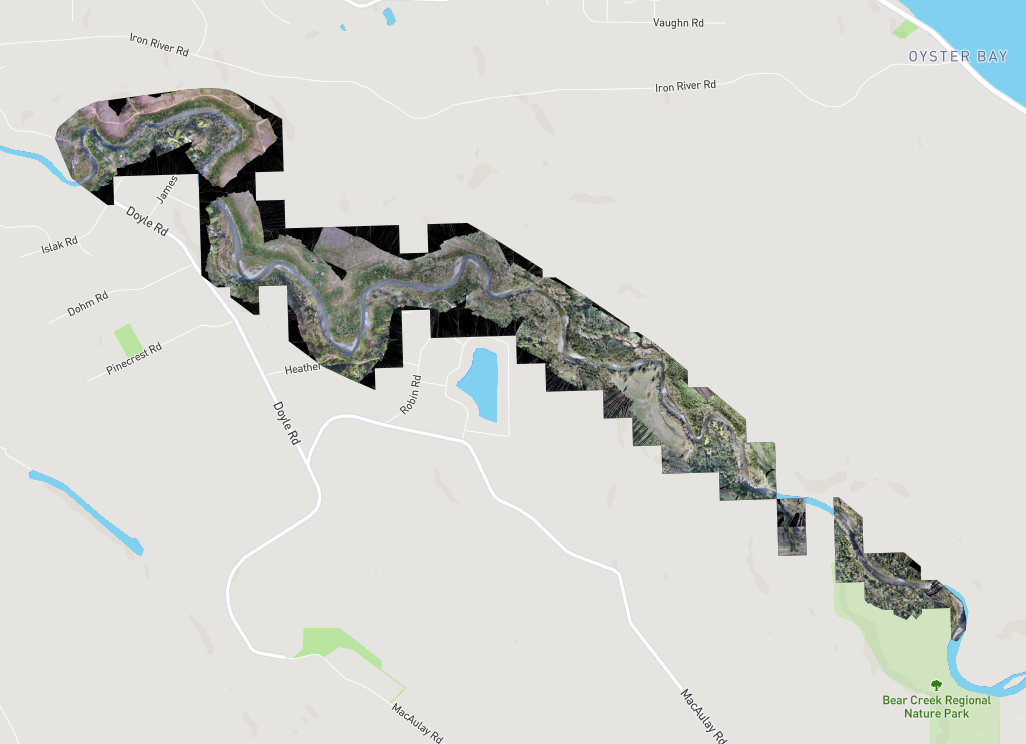 Vaughn Rd
Iron River Rd
OYSTER BAY
Iron River Rd
James
Doyle Rd
Islak Rd
Dohm Rd
Pinecrest Rd
Heather
Robin Rd
Doyle Rd
MacAulay Rd
MacAulay Rd
Bear Creek Regional
Nature Park